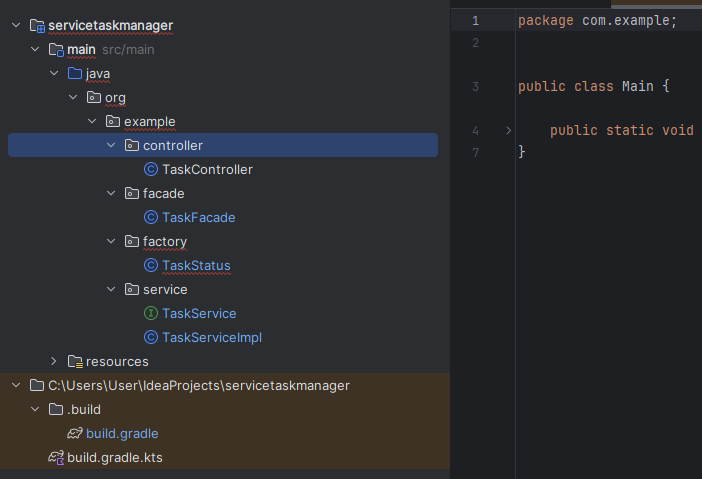 servicetaskmanager
main src/main
java
org
example
controller
TaskController
facade
TaskFacade
factory
TaskStatus
service
TaskService
TaskServiceImpl
resources
C:\Users\User\IdeaProjects\servicetaskmanager
.build
build.gradle
build.gradle.kts
1 package com.example;
2
3 public class Main {
4 public static void
7 }